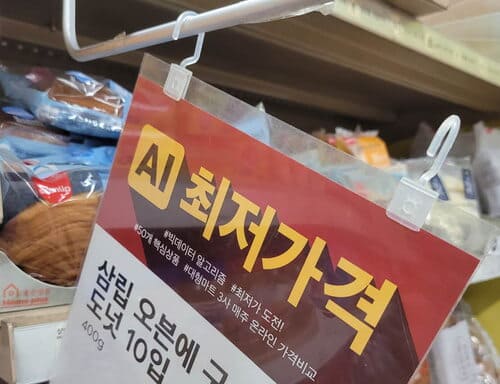 AI 최저가격
#빅데이터 알고리즘 #최저가 도전!
#50개 핵심상품 #대형마트 3사 매주 온라인 가격비교
삼립 오븐에
도넛 10입
400g